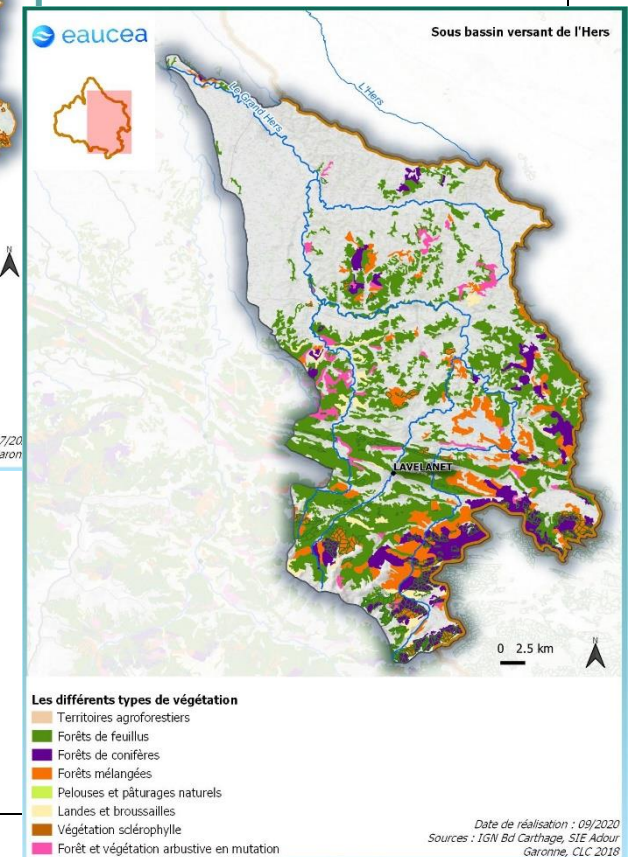 eaucea
Sous bassin versant de l'Hers
L'Hers
Le Grand Hers
N
7/20
aron
LAVELANET
0 2.5 km
N
Les différents types de végétation
Territoires agroforestiers
Forêts de feuillus
Forêts de conifères
Forêts mélangées
Pelouses et pâturages naturels
Landes et broussailles
Végétation sclérophylle
Forêt et végétation arbustive en mutation
Date de réalisation : 09/2020
Sources : IGN Bd Carthage, SIE Adour
Garonne, CLC 2018